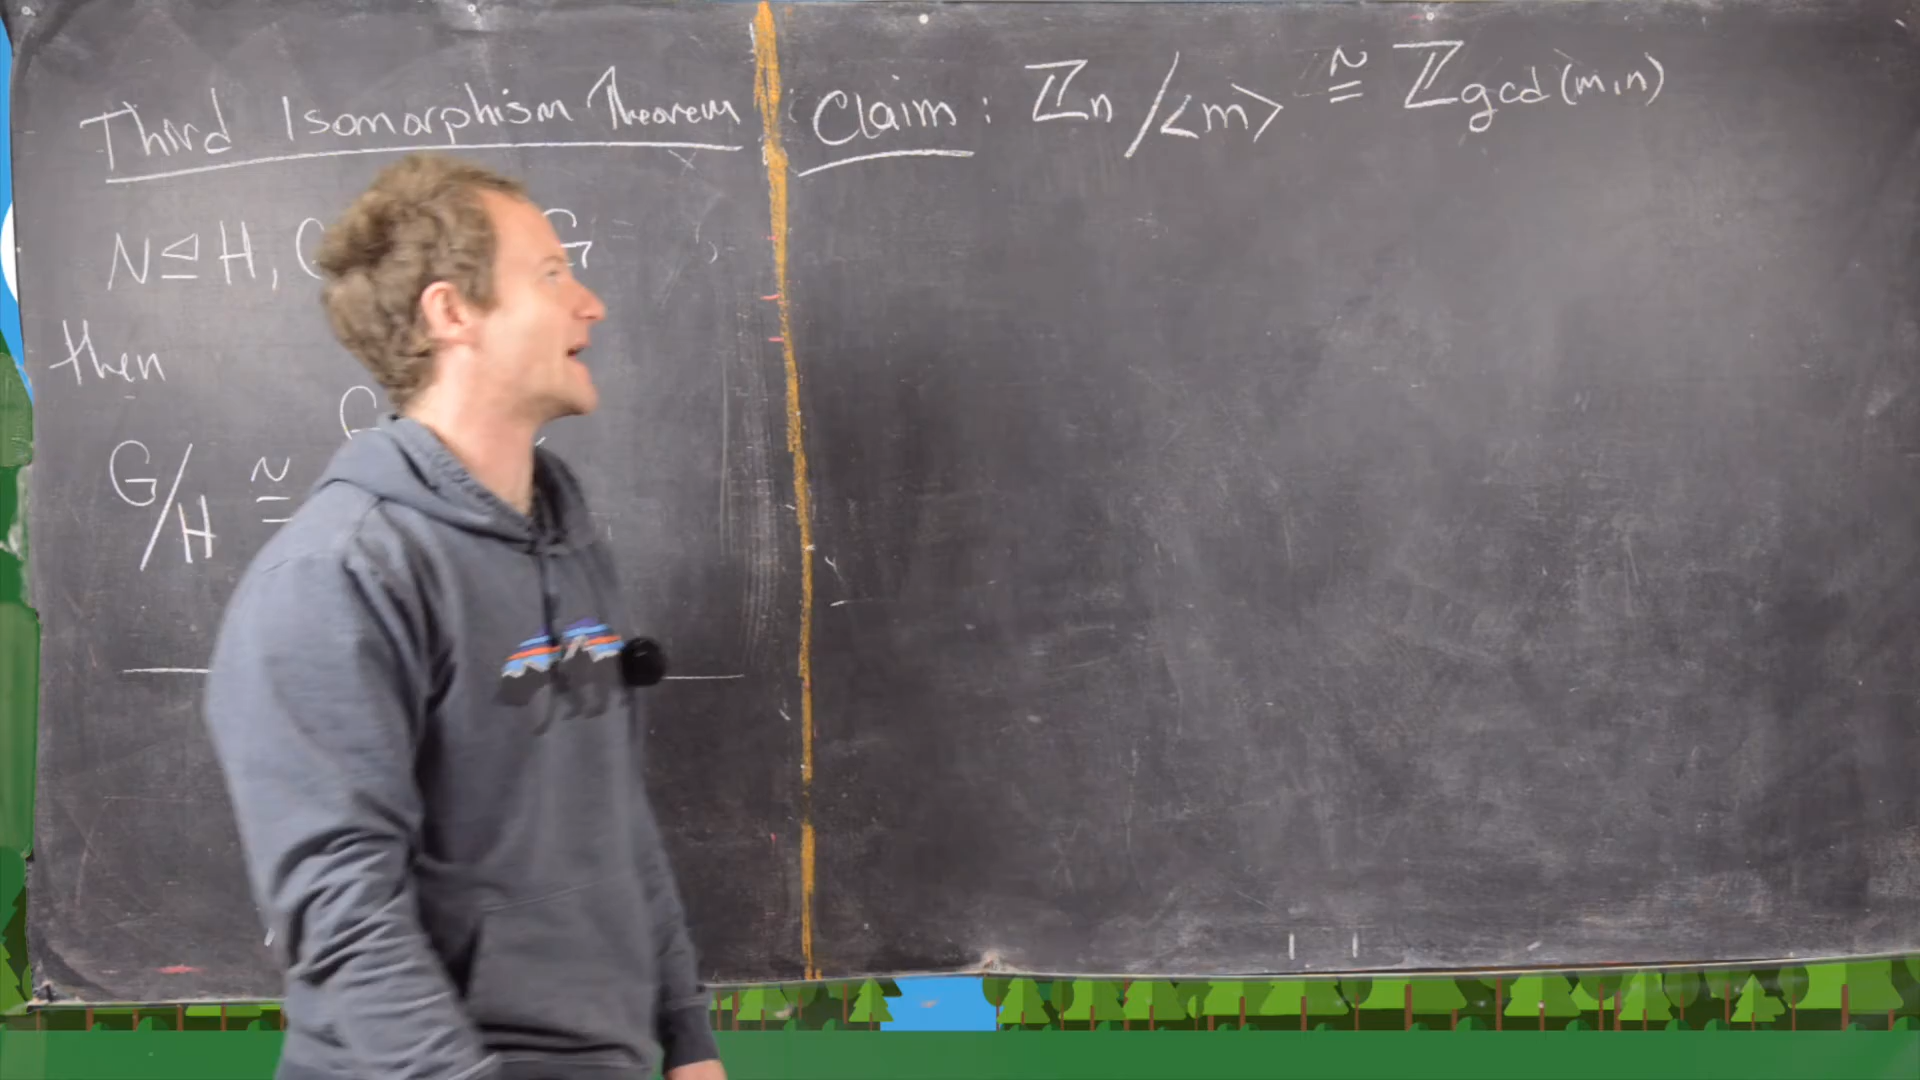 Third Isomorphism Theorem
N ⊴ H, G
then
G/H ≅
Claim: ℤn/<m> ≅ ℤgcd(m,n)